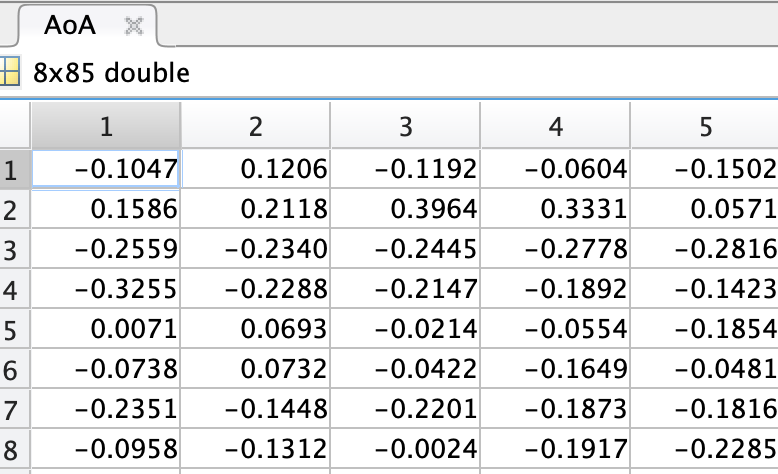 AoA
8x85 double
1 2 3 4 5
1 -0.1047 0.1206 -0.1192 -0.0604 -0.1502
2 0.1586 0.2118 0.3964 0.3331 0.0571
3 -0.2559 -0.2340 -0.2445 -0.2778 -0.2816
4 -0.3255 -0.2288 -0.2147 -0.1892 -0.1423
5 0.0071 0.0693 -0.0214 -0.0554 -0.1854
6 -0.0738 0.0732 -0.0422 -0.1649 -0.0481
7 -0.2351 -0.1448 -0.2201 -0.1873 -0.1816
8 -0.0958 -0.1312 -0.0024 -0.1917 -0.2285